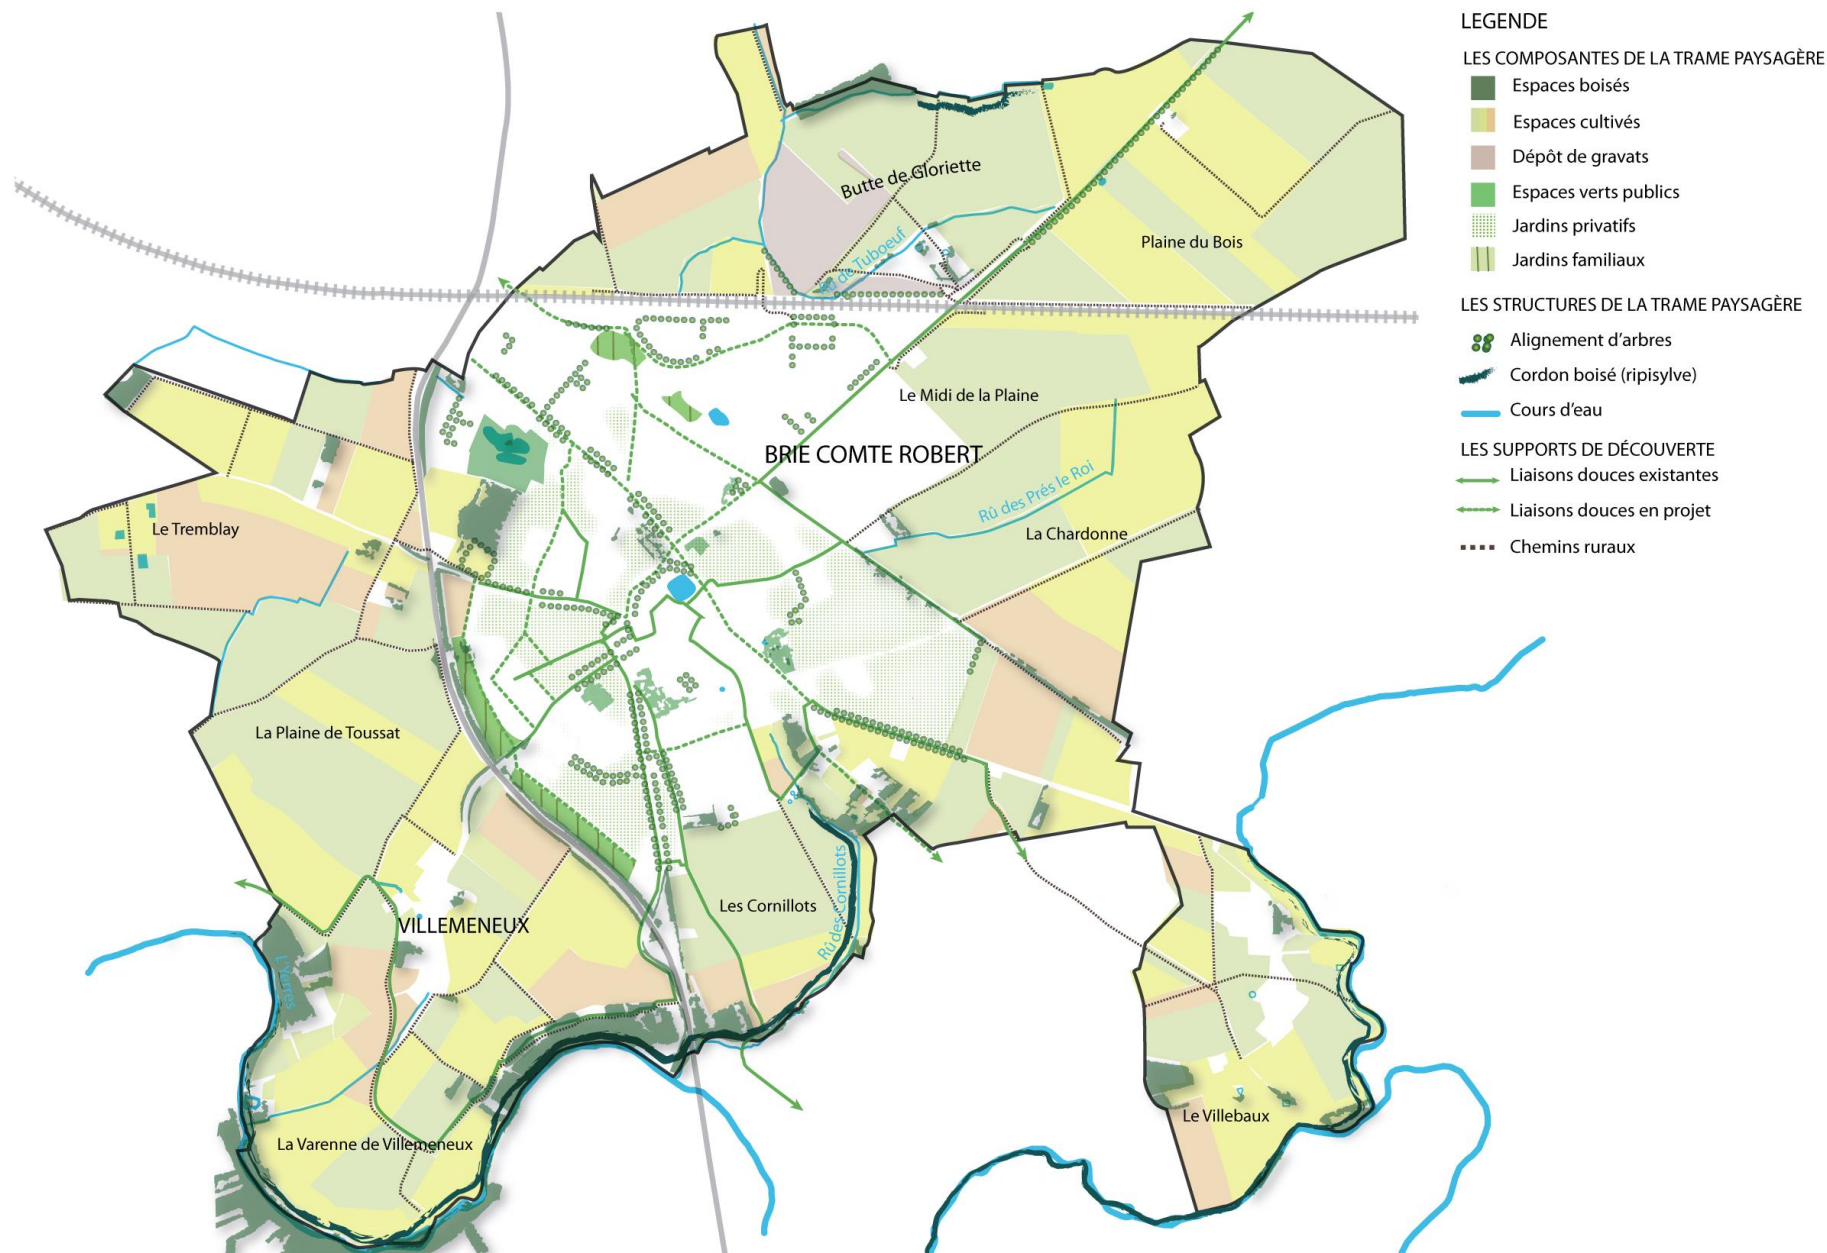 LEGENDE
LES COMPOSANTES DE LA TRAME PAYSAGÈRE
Espaces boisés
Espaces cultivés
Dépôt de gravats
Espaces verts publics
Jardins privatifs
Jardins familiaux
LES STRUCTURES DE LA TRAME PAYSAGÈRE
Alignement d'arbres
Cordon boisé (ripisylve)
Cours d'eau
LES SUPPORTS DE DÉCOUVERTE
Liaisons douces existantes
Liaisons douces en projet
Chemins ruraux
Butte de Gloriette
Rû de Tuboeuf
Plaine du Bois
Le Midi de la Plaine
BRIE COMTE ROBERT
Rû des Prés le Roi
La Chardonne
Le Tremblay
La Plaine de Toussat
VILLEMENEUX
Les Cornillots
Rû des Cornillots
L'Yerres
Le Villebaux
La Varenne de Villemeneux